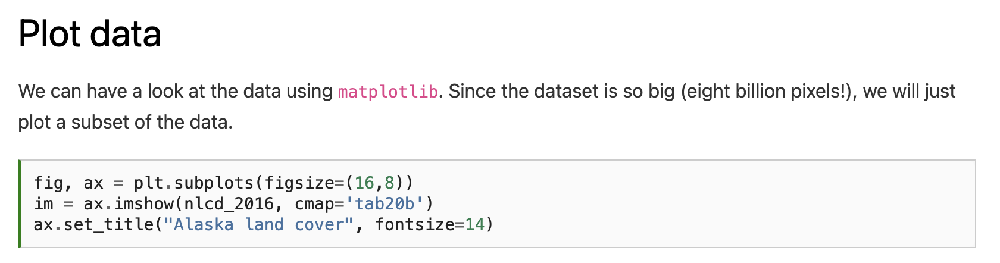 Plot data
We can have a look at the data using matplotlib. Since the dataset is so big (eight billion pixels!), we will just
plot a subset of the data.
fig, ax = plt.subplots(figsize=(16,8))
im = ax.imshow(nlcd_2016, cmap='tab20b')
ax.set_title("Alaska land cover", fontsize=14)